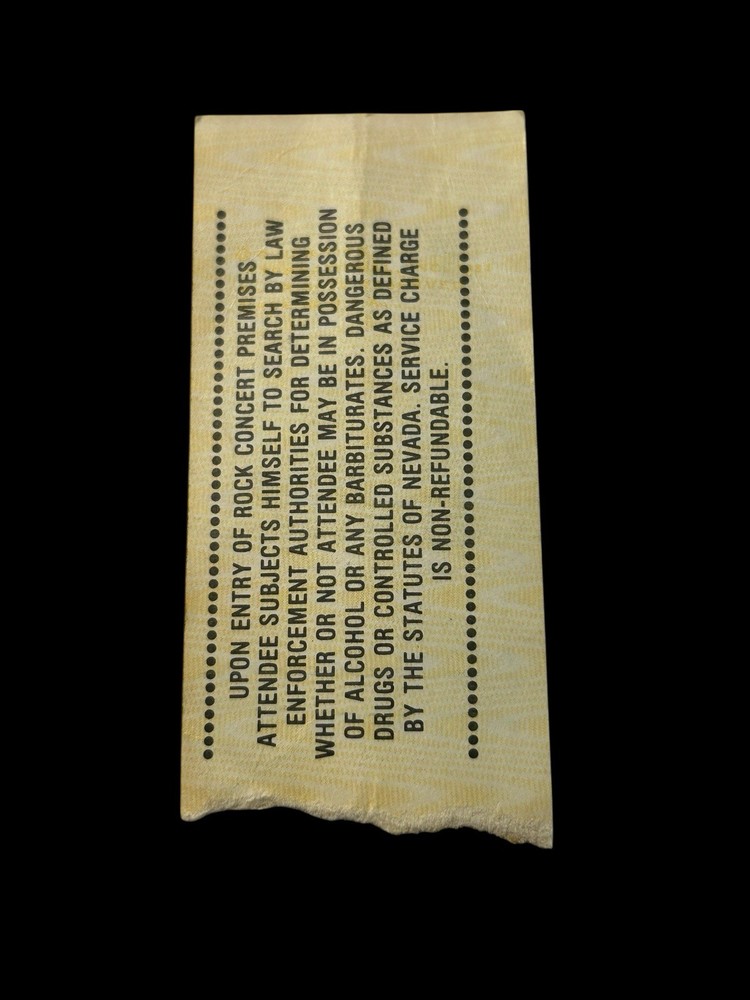 UPON ENTRY OF ROCK CONCERT PREMISES
ATTENDEE SUBJECTS HIMSELF TO SEARCH BY LAW
ENFORCEMENT AUTHORITIES FOR DETERMINING
WHETHER OR NOT ATTENDEE MAY BE IN POSSESSION
OF ALCOHOL OR ANY BARBITURATES. DANGEROUS
DRUGS OR CONTROLLED SUBSTANCES AS DEFINED
BY THE STATUTES OF NEVADA. SERVICE CHARGE
IS NON-REFUNDABLE.